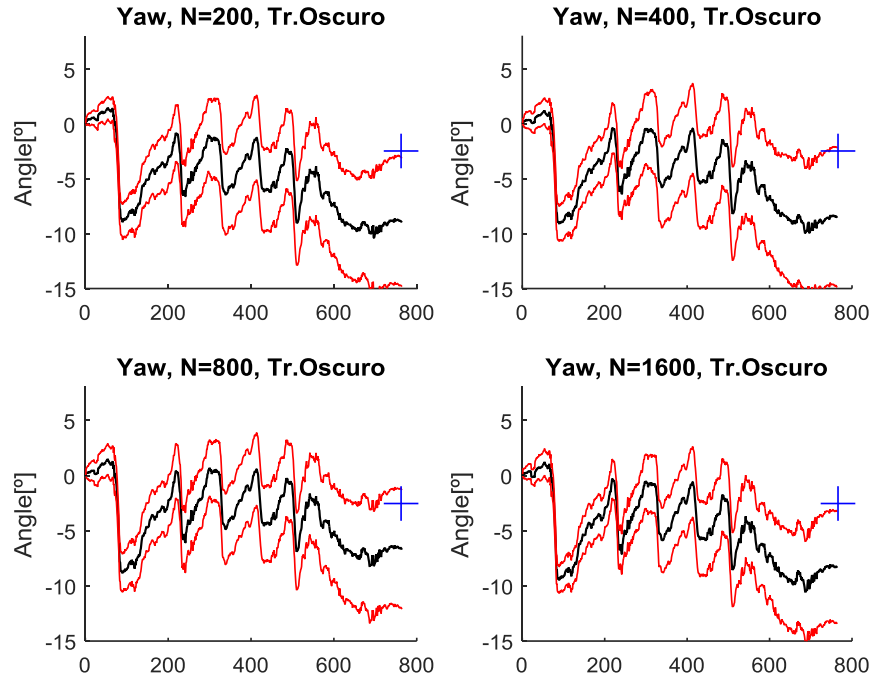 Yaw, N=200, Tr.Oscuro
Angle[º]
5
0
-5
-10
-15
0 200 400 600 800
Yaw, N=400, Tr.Oscuro
Angle[º]
5
0
-5
-10
-15
0 200 400 600 800
Yaw, N=800, Tr.Oscuro
Angle[º]
5
0
-5
-10
-15
0 200 400 600 800
Yaw, N=1600, Tr.Oscuro
Angle[º]
5
0
-5
-10
-15
0 200 400 600 800